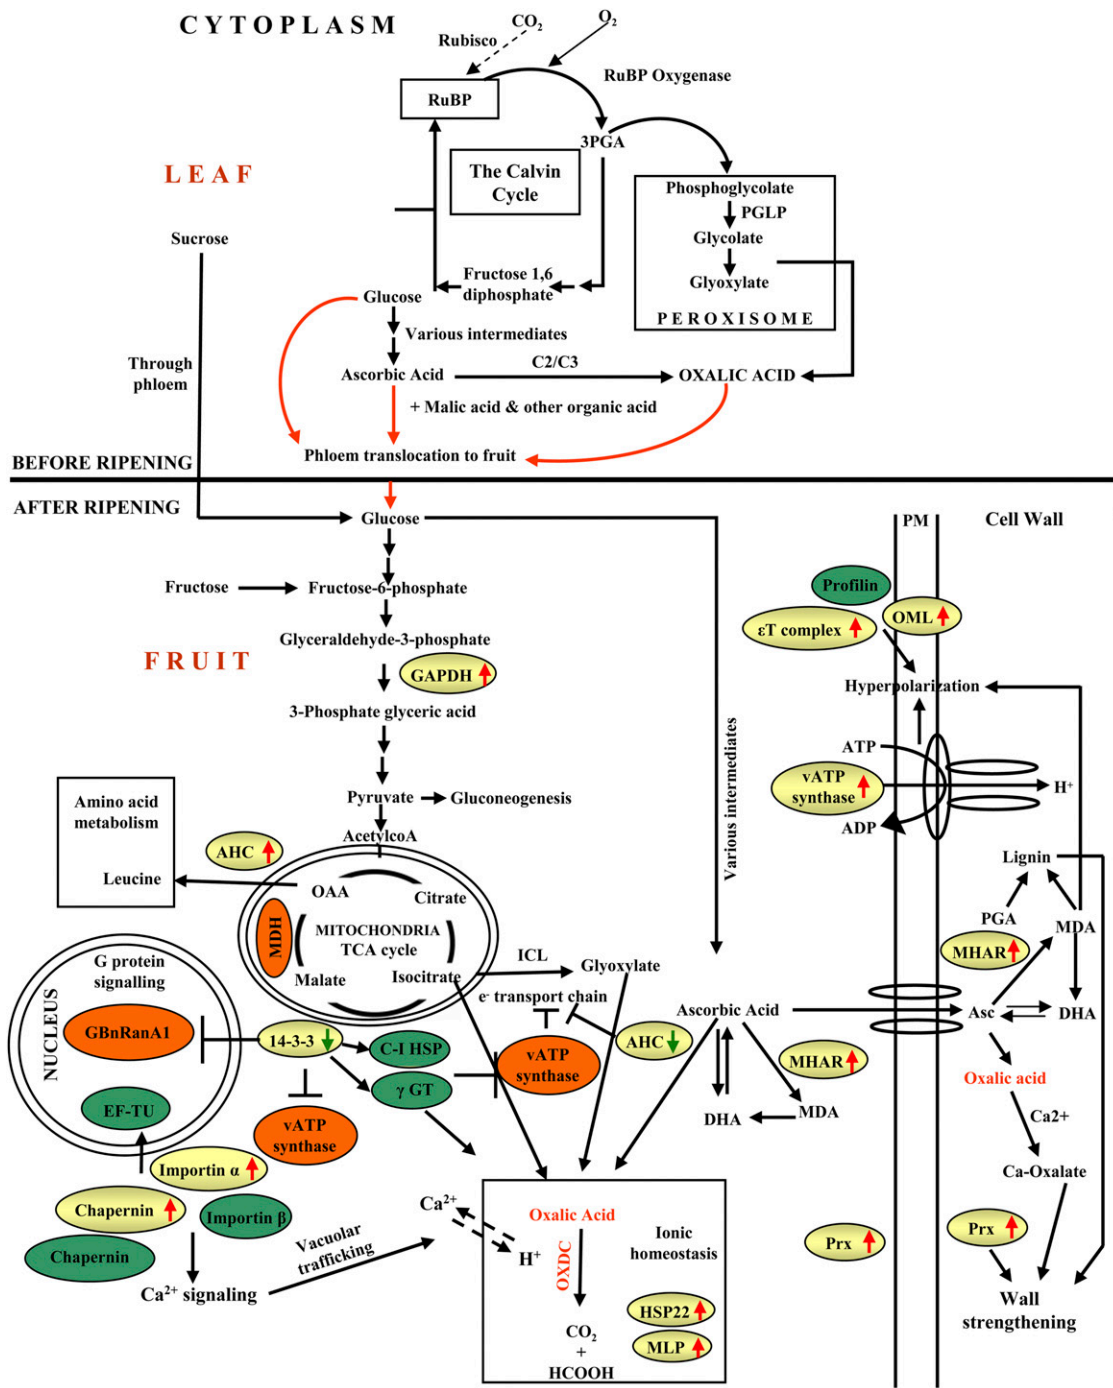 CYTOPLASM
CO2
O2
Rubisco
RuBP Oxygenase
RuBP
3PGA
The Calvin
Cycle
LEAF
Phosphoglycolate
PGLP
Glycolate
Glyoxylate
PEROXISOME
Sucrose
Fructose 1,6
diphosphate
Glucose
Various intermediates
Through
phloem
Ascorbic Acid
C2/C3
OXALIC ACID
+ Malic acid & other organic acid
Phloem translocation to fruit
BEFORE RIPENING
AFTER RIPENING
Glucose
PM
Cell Wall
Fructose
Fructose-6-phosphate
Profilin
εT complex
OML
Glyceraldehyde-3-phosphate
FRUIT
GAPDH
Hyperpolarization
3-Phosphate glyceric acid
Various intermediates
ATP
vATP
synthase
H+
ADP
Pyruvate
Gluconeogenesis
Amino acid
metabolism
Leucine
AHC
AcetylcoA
OAA
Citrate
MDH
MITOCHONDRIA
TCA cycle
Malate
Isocitrate
Lignin
PGA
MDA
MHAR
ICL
Glyoxylate
e- transport chain
Ascorbic Acid
Asc
DHA
NUCLEUS
G protein
signalling
GBnRanA1
14-3-3
C-I HSP
γ GT
vATP
synthase
AHC
MHAR
Oxalic acid
EF-TU
vATP
synthase
DHA
MDA
Ca2+
Importin α
Chapernin
Importin β
Chapernin
Ca-Oxalate
Ca2+
H+
Oxalic Acid
Ionic
homeostasis
OXDC
Prx
Prx
Vacuolar
trafficking
Ca2+ signaling
HSP22
MLP
CO2
+
HCOOH
Wall
strengthening